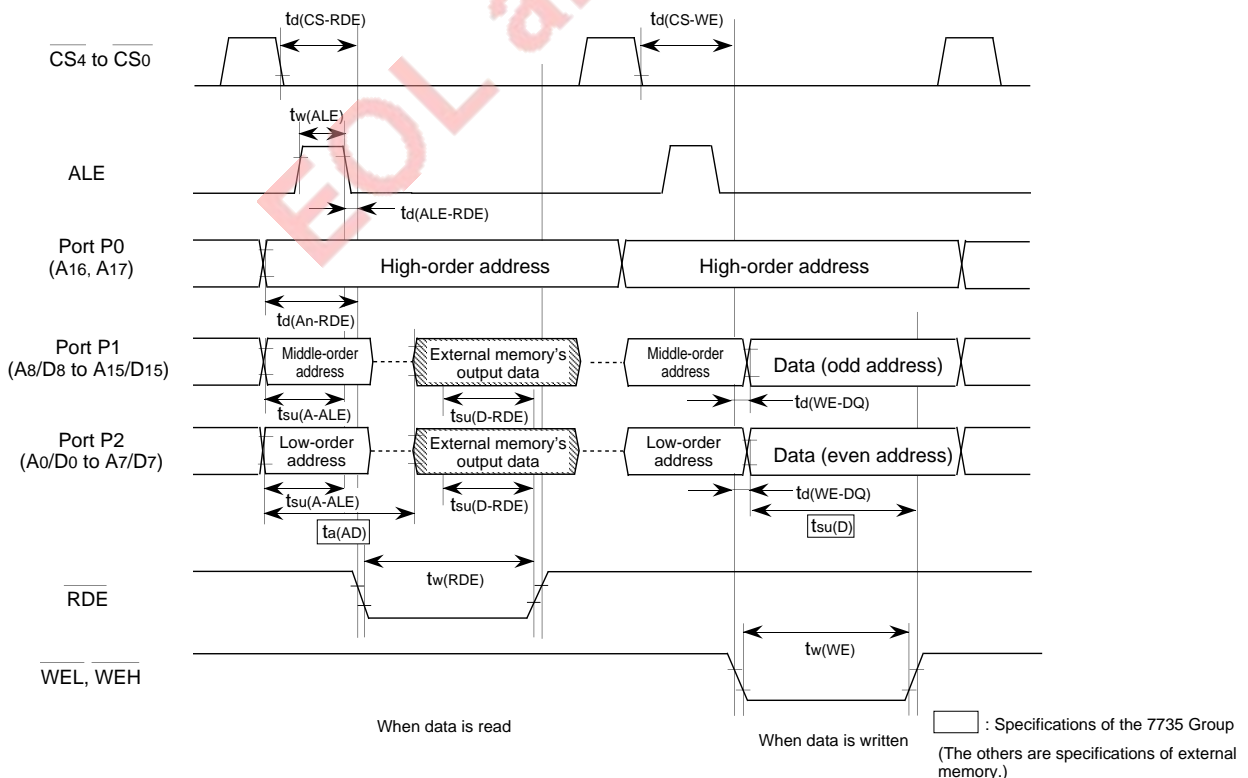 td(CS-RDE)
td(CS-WE)
CS4 to CS0
tw(ALE)
ALE
td(ALE-RDE)
Port P0
(A16, A17)
High-order address
High-order address
td(An-RDE)
Port P1
(A8/D8 to A15/D15)
Middle-order
address
External memory's
output data
Middle-order
address
Data (odd address)
tsu(A-ALE)
tsu(D-RDE)
td(WE-DQ)
Port P2
(A0/D0 to A7/D7)
Low-order
address
External memory's
output data
Low-order
address
Data (even address)
tsu(A-ALE)
tsu(D-RDE)
td(WE-DQ)
ta(AD)
tsu(D)
tw(RDE)
RDE
tw(WE)
WEL, WEH
When data is read
When data is written
: Specifications of the 7735 Group
(The others are specifications of external
memory.)
EOL